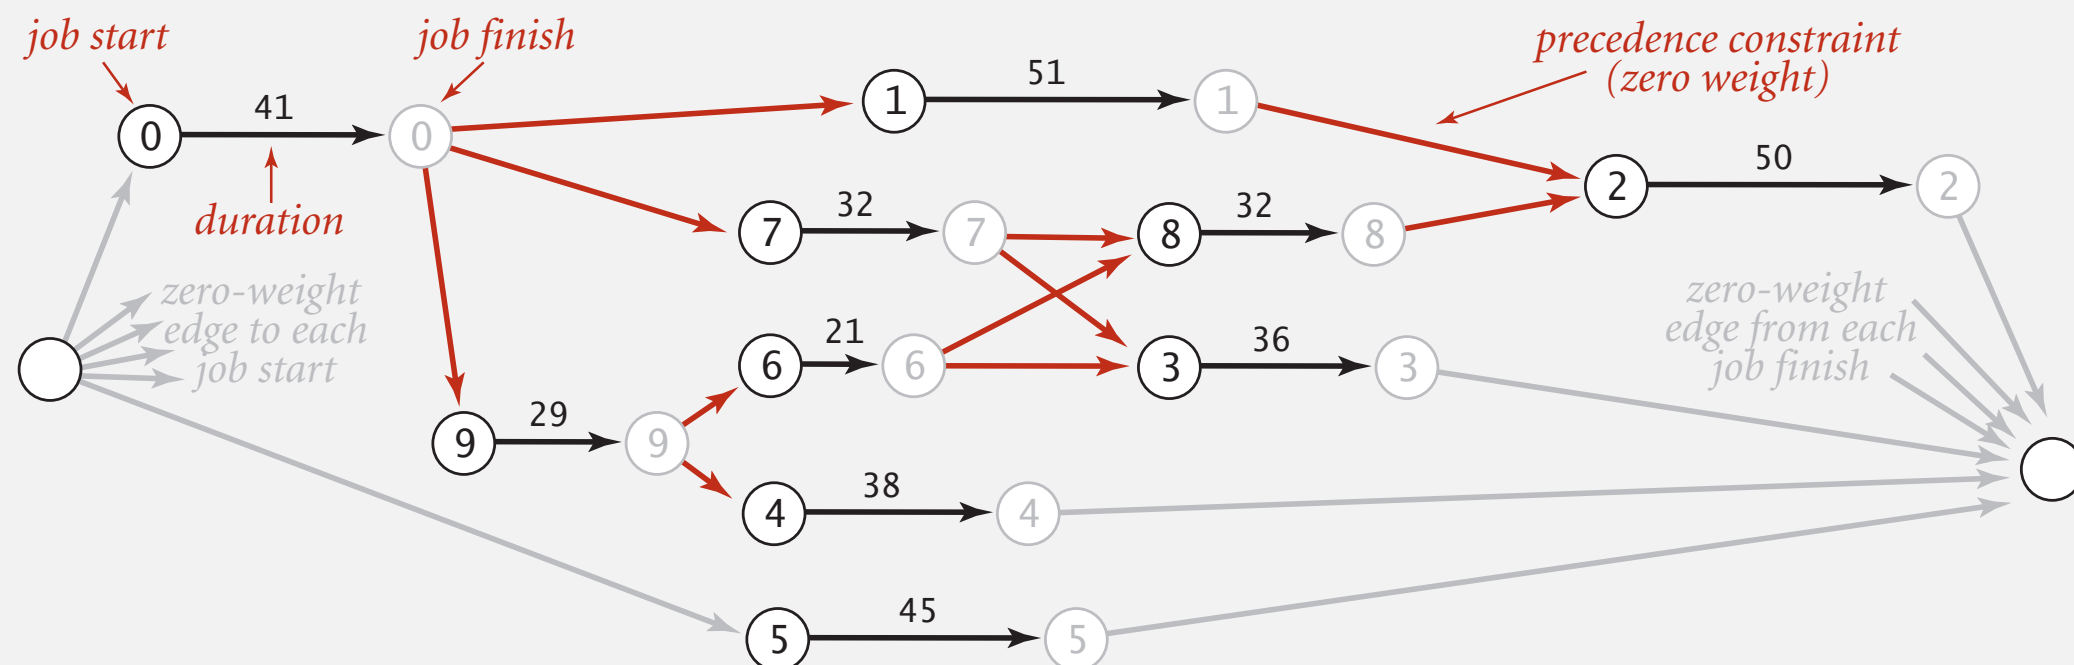 job start
job finish
precedence constraint
(zero weight)
41
51
0
0
1
1
duration
32
32
50
7
7
8
8
2
2
zero-weight
edge to each
job start
zero-weight
edge from each
job finish
21
36
6
6
3
3
29
9
9
38
4
4
45
5
5